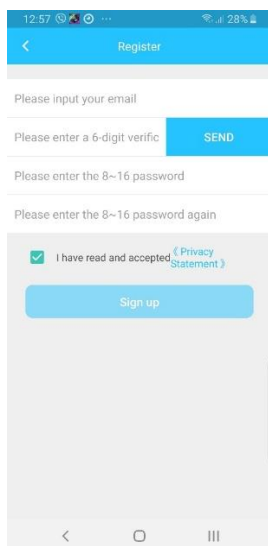 12:57 ... 28%
Register
Please input your email
Please enter a 6-digit verific SEND
Please enter the 8~16 password
Please enter the 8~16 password again
I have read and accepted 《 Privacy
Statement 》
Sign up